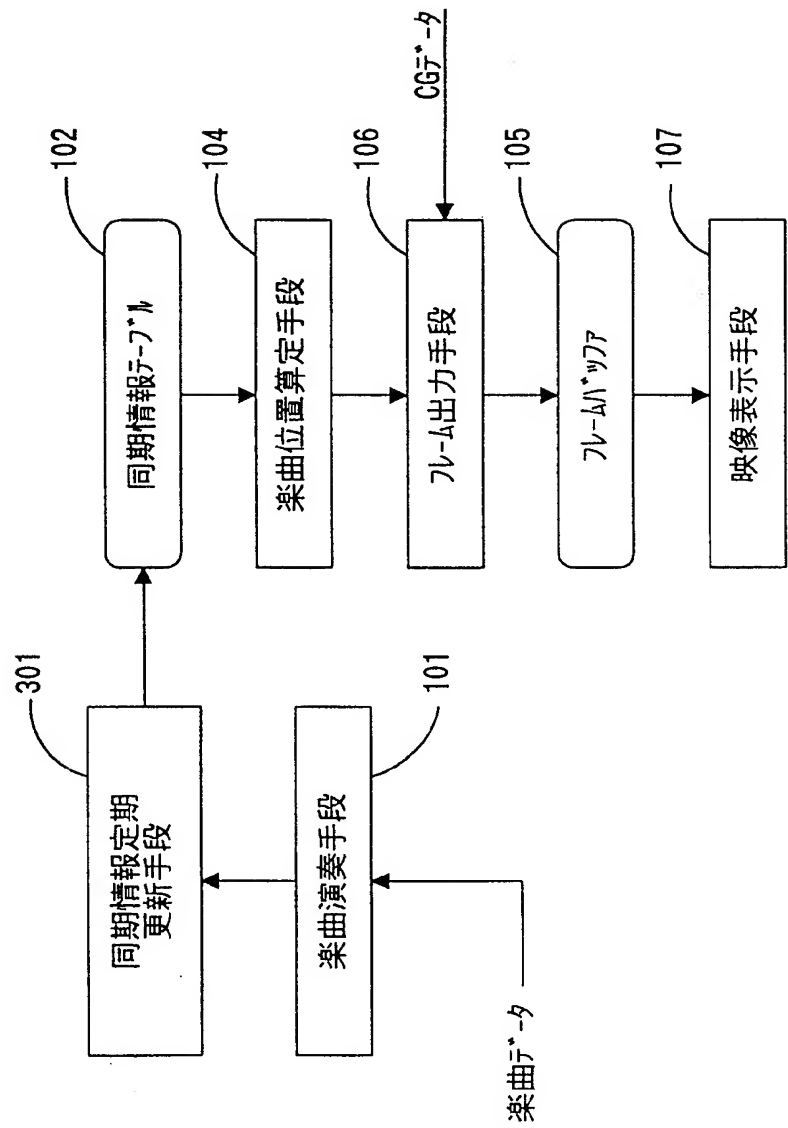 301
同期情報定期
更新手段
101
楽曲演奏手段
楽曲ﾃﾞｰﾀ
102
同期情報ﾃｰﾌﾞﾙ
104
楽曲位置算定手段
106
ﾌﾚｰﾑ出力手段
CGﾃﾞｰﾀ
105
ﾌﾚｰﾑﾊﾞｯﾌｧ
107
映像表示手段